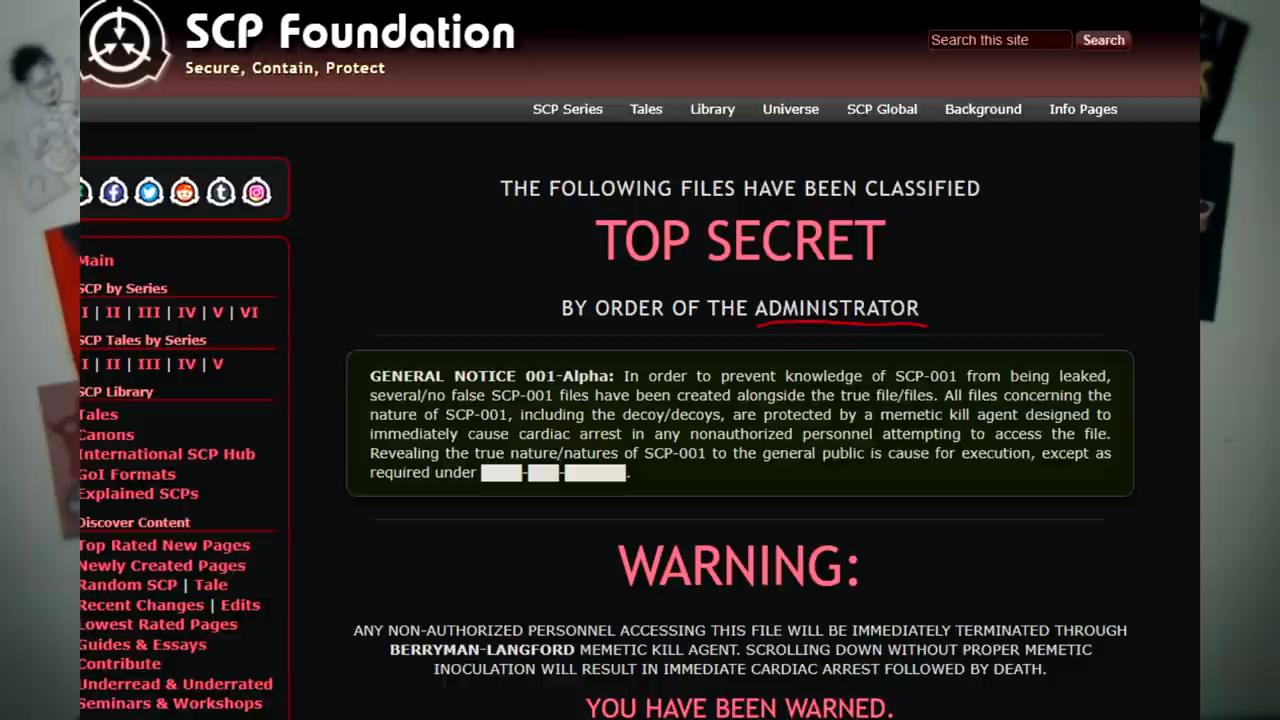 SCP Foundation
Secure, Contain, Protect
Search this site
Search
SCP Series Tales Library Universe SCP Global Background Info Pages
Main
SCP by Series
I | II | III | IV | V | VI
SCP Tales by Series
I | II | III | IV | V
SCP Library
Tales
Canons
International SCP Hub
GoI Formats
Explained SCPs
Discover Content
Top Rated New Pages
Newly Created Pages
Random SCP | Tale
Recent Changes | Edits
Lowest Rated Pages
Guides & Essays
Contribute
Underread & Underrated
Seminars & Workshops
THE FOLLOWING FILES HAVE BEEN CLASSIFIED
TOP SECRET
BY ORDER OF THE ADMINISTRATOR
GENERAL NOTICE 001-Alpha: In order to prevent knowledge of SCP-001 from being leaked,
several/no false SCP-001 files have been created alongside the true file/files. All files concerning the
nature of SCP-001, including the decoy/decoys, are protected by a memetic kill agent designed to
immediately cause cardiac arrest in any nonauthorized personnel attempting to access the file.
Revealing the true nature/natures of SCP-001 to the general public is cause for execution, except as
required under ████-███-██████.
WARNING:
ANY NON-AUTHORIZED PERSONNEL ACCESSING THIS FILE WILL BE IMMEDIATELY TERMINATED THROUGH
BERRYMAN-LANGFORD MEMETIC KILL AGENT. SCROLLING DOWN WITHOUT PROPER MEMETIC
INOCULATION WILL RESULT IN IMMEDIATE CARDIAC ARREST FOLLOWED BY DEATH.
YOU HAVE BEEN WARNED.